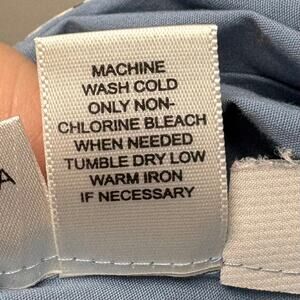 MACHINE
WASH COLD
ONLY NON-
CHLORINE BLEACH
WHEN NEEDED
TUMBLE DRY LOW
WARM IRON
IF NECESSARY
A